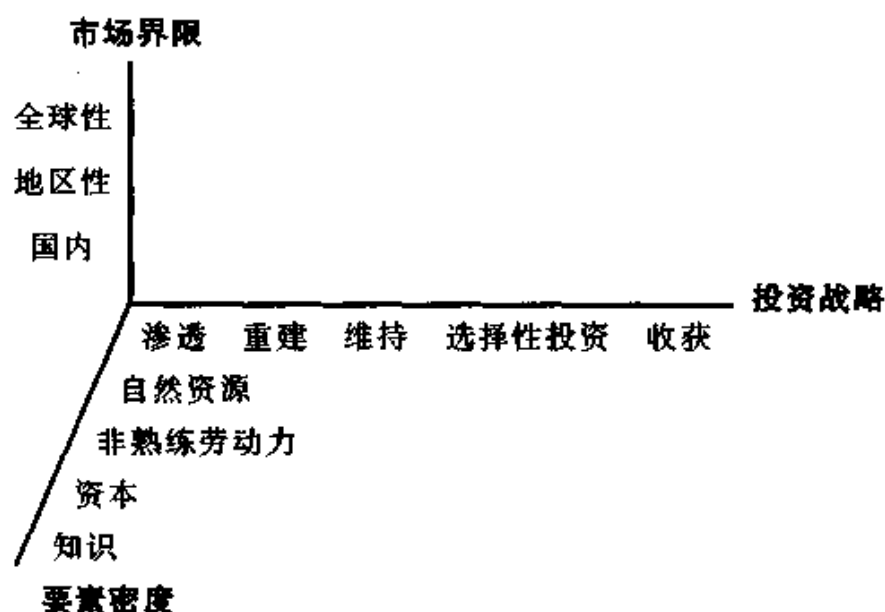 市场界限
全球性
地区性
国内
投资战略
渗透 重建 维持 选择性投资 收获
自然资源
非熟练劳动力
资本
知识
要素密度